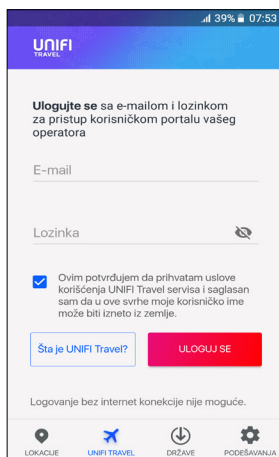 39% 07:53
UNIFI
TRAVEL
Ulogujte se sa e-mailom i lozinkom
za pristup korisničkom portalu vašeg
operatora
E-mail
Lozinka
Ovim potvrđujem da prihvatam uslove
korišćenja UNIFI Travel servisa i saglasan
sam da u ove svrhe moje korisničko ime
može biti izneto iz zemlje.
Šta je UNIFI Travel? ULOGUJ SE
Logovanje bez internet konekcije nije moguće.
LOKACIJE UNIFI TRAVEL DRŽAVE PODEŠAVANJA